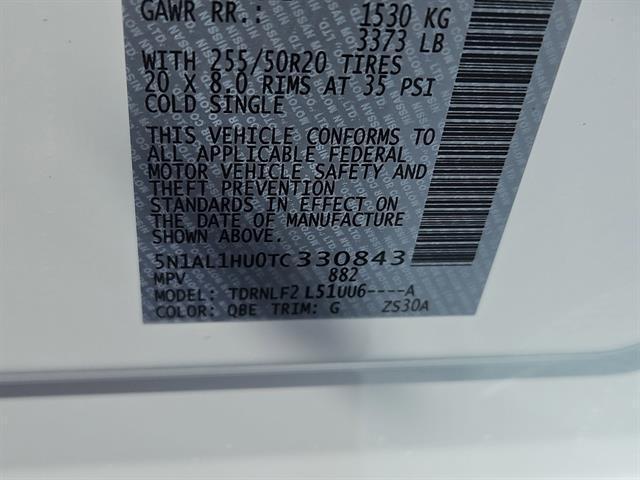 GAWR RR.: 1530 KG
3373 LB
WITH 255/50R20 TIRES
20 X 8.0 RIMS AT 35 PSI
COLD SINGLE
THIS VEHICLE CONFORMS TO
ALL APPLICABLE FEDERAL
MOTOR VEHICLE SAFETY AND
THEFT PREVENTION
STANDARDS IN EFFECT ON
THE DATE OF MANUFACTURE
SHOWN ABOVE.
5N1AL1HU0TC330843
MPV 882
MODEL: TDRNLF2 L51UU6----A
COLOR: QBE TRIM: G ZS30A